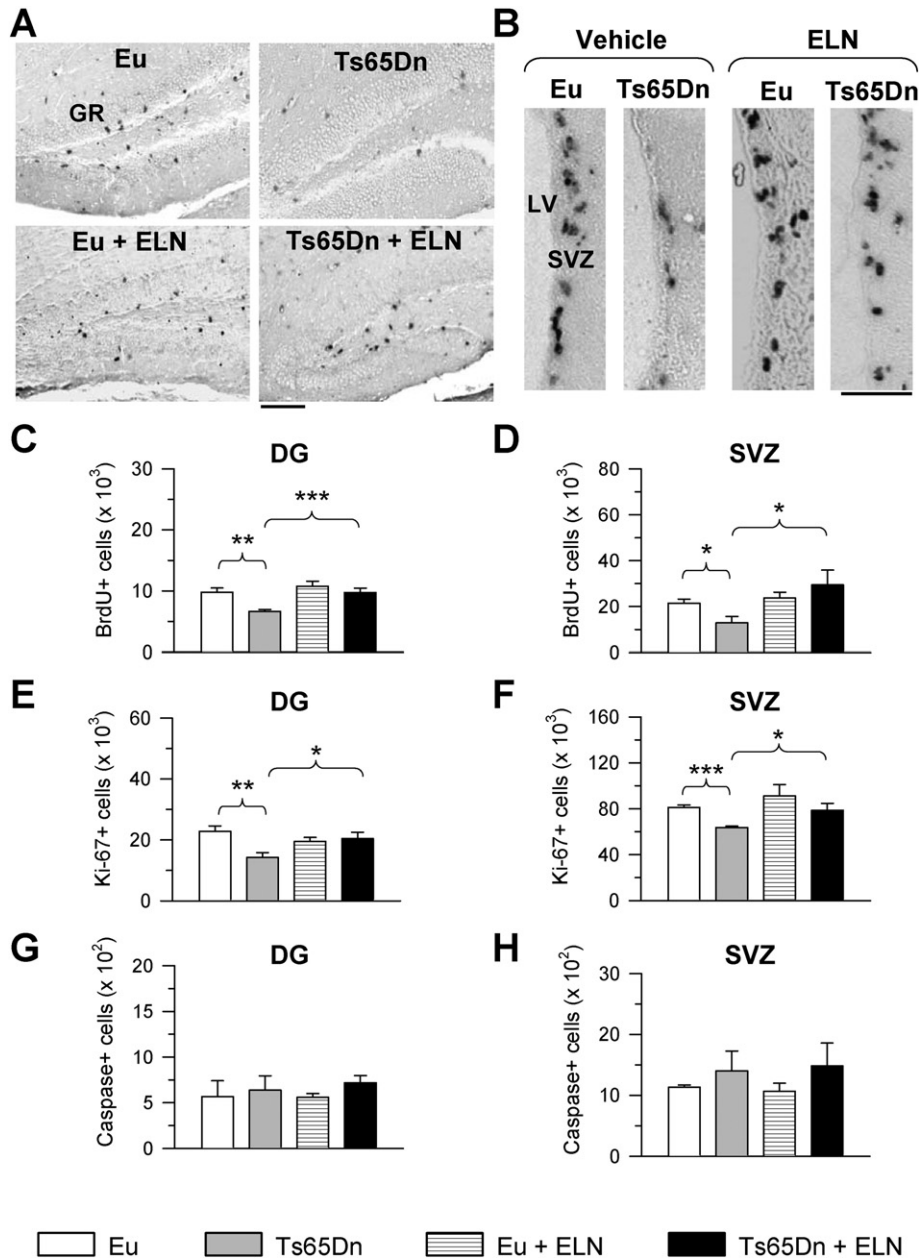 A
Eu
Ts65Dn
GR
Eu + ELN
Ts65Dn + ELN
B
Vehicle
ELN
Eu
Ts65Dn
Eu
Ts65Dn
LV
SVZ
C
DG
BrdU+ cells (x 10³)
30
20
10
0
**
***
D
SVZ
BrdU+ cells (x 10³)
80
60
40
20
0
*
*
E
DG
Ki-67+ cells (x 10³)
60
40
20
0
**
*
F
SVZ
Ki-67+ cells (x 10³)
160
120
80
40
0
***
*
G
DG
Caspase+ cells (x 10²)
20
15
10
5
0
H
SVZ
Caspase+ cells (x 10²)
30
20
10
0
Eu
Ts65Dn
Eu + ELN
Ts65Dn + ELN